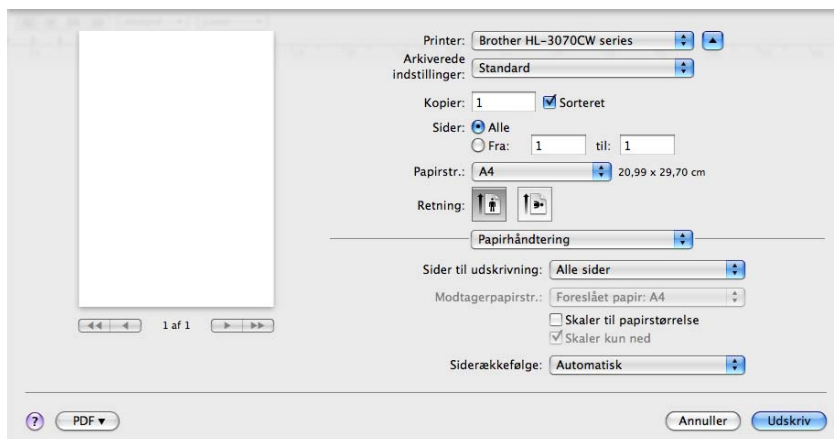 Printer: Brother HL-3070CW series
Arkiverede
indstillinger: Standard
Kopier: 1 Sorteret
Sider: Alle
Fra: 1 til: 1
Papirstr.: A4 20,99 x 29,70 cm
Retning:
Papirhåndtering
Sider til udskrivning: Alle sider
Modtagerpapirstr.: Foreslået papir: A4
Skaler til papirstørrelse
Skaler kun ned
Siderækkefølge: Automatisk
1 af 1
? PDF Annuller Udskriv